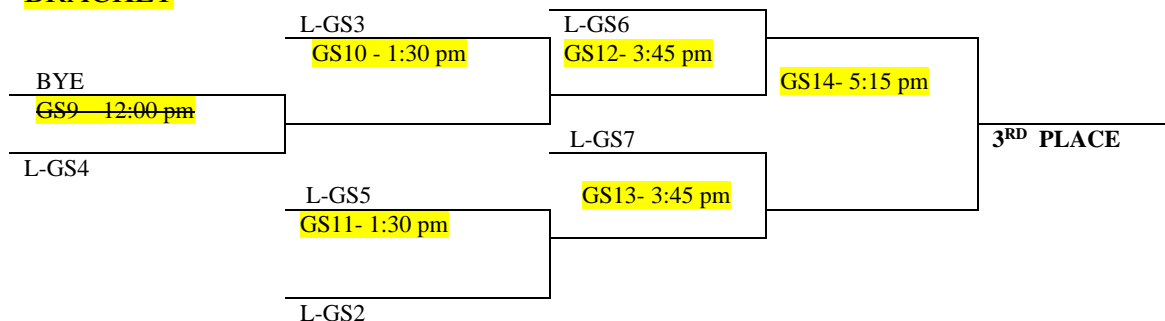 BRACKET
L-GS3
L-GS6
GS10 - 1:30 pm
GS12- 3:45 pm
BYE
GS14- 5:15 pm
GS9 - 12:00 pm
L-GS7
3RD PLACE
L-GS4
L-GS5
GS13- 3:45 pm
GS11- 1:30 pm
L-GS2